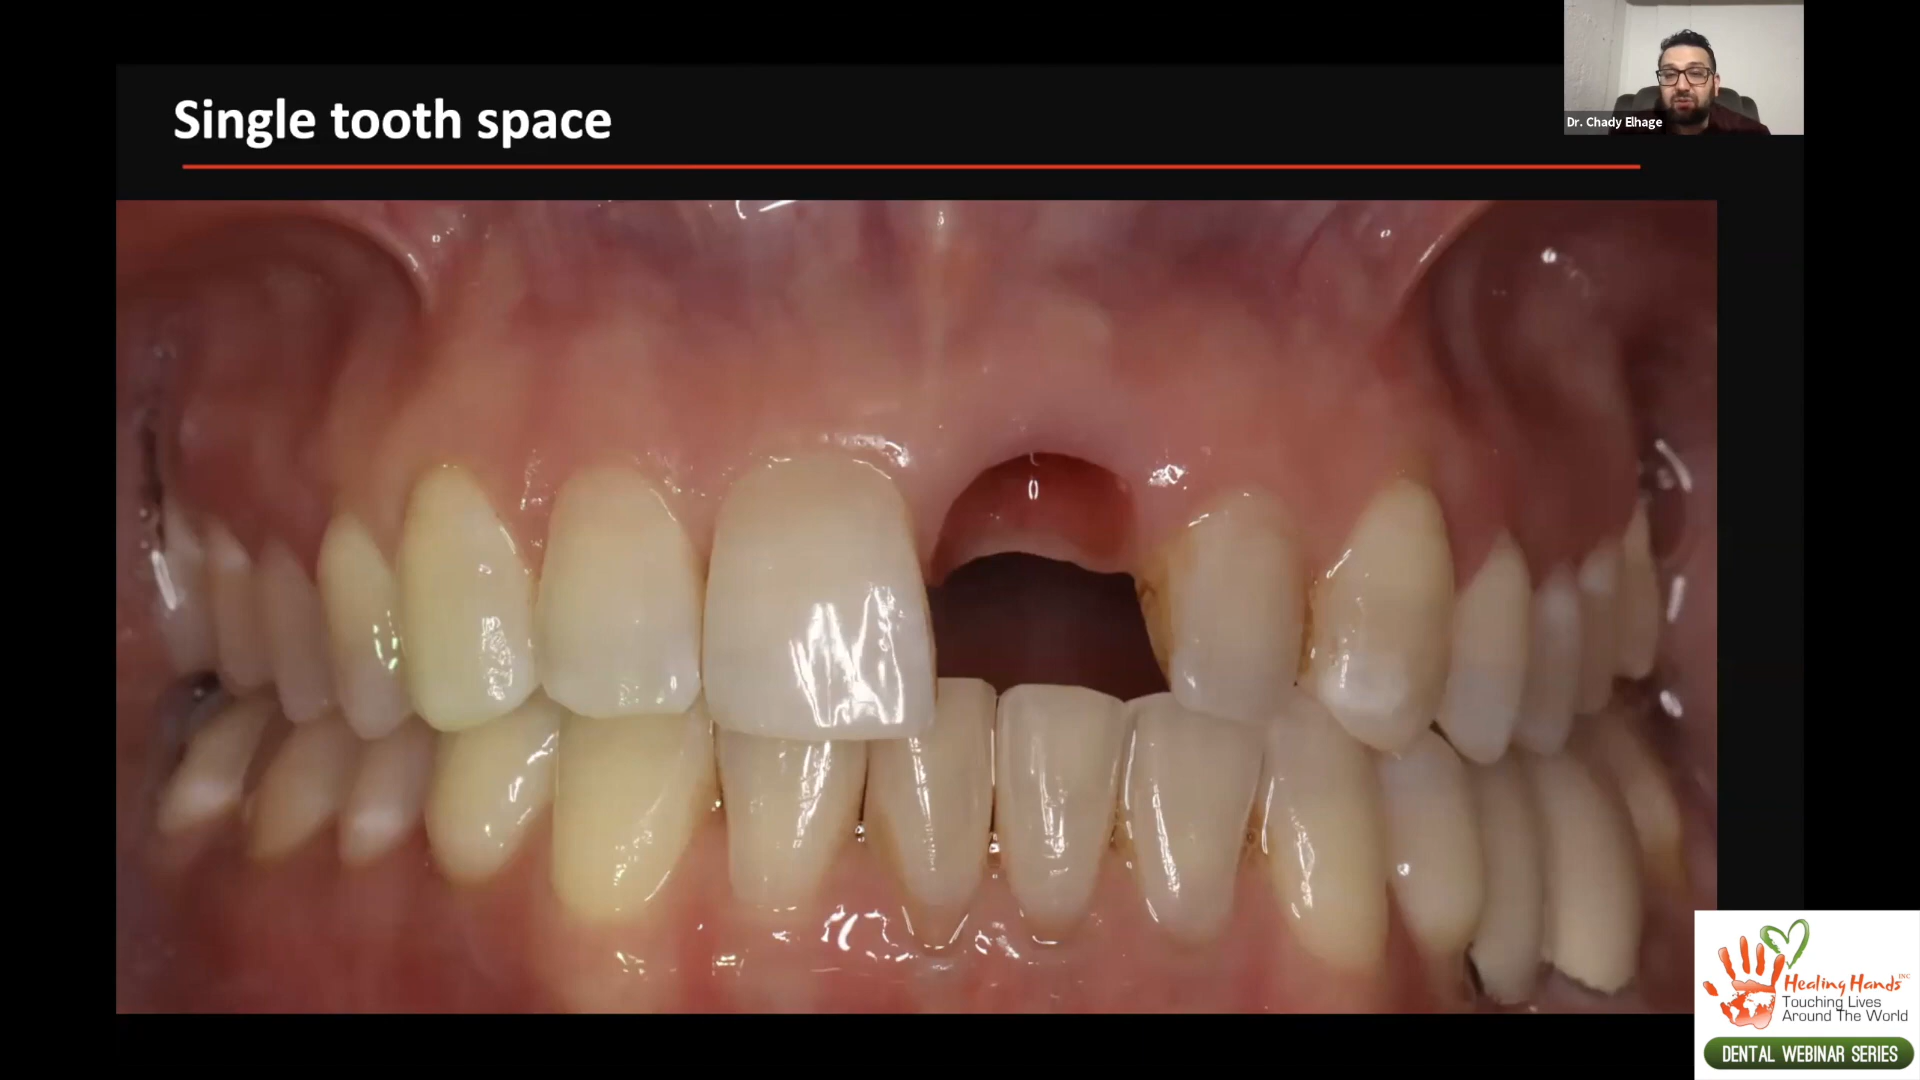 Single tooth space
Dr. Chady Elhage
Healing Hands INC
Touching Lives
Around The World
DENTAL WEBINAR SERIES